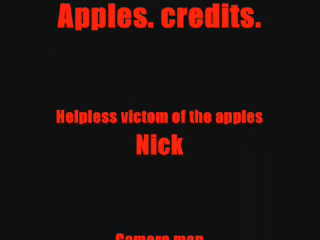 Apples. credits.
Helpless victom of the apples
Nick
Camera man